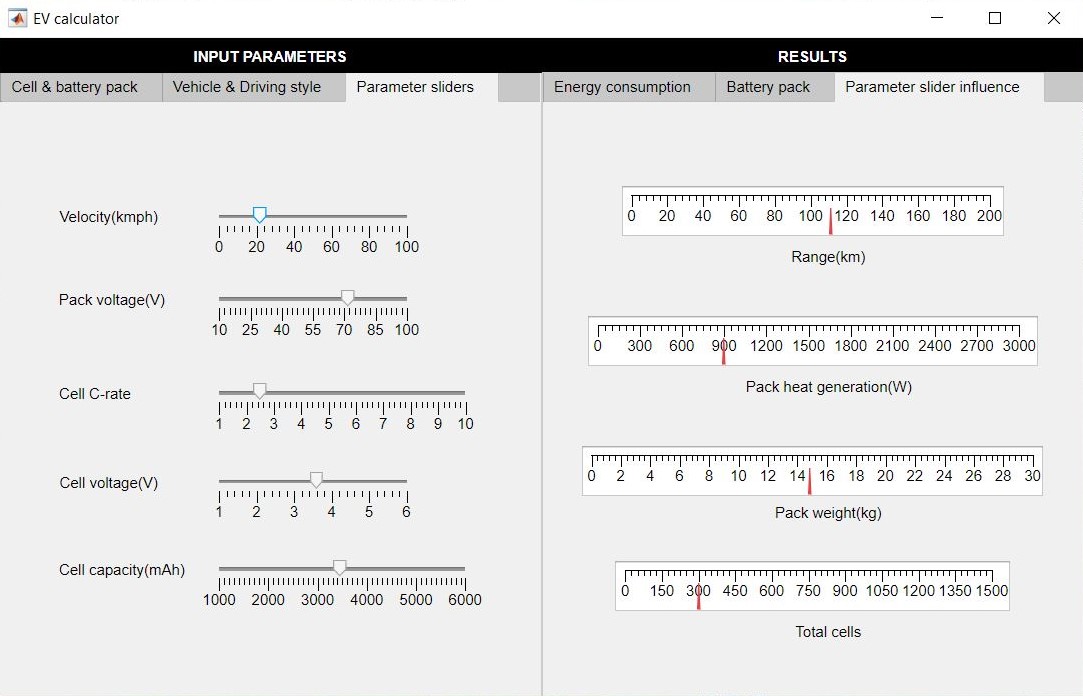 EV calculator
INPUT PARAMETERS
Cell & battery pack
Vehicle & Driving style
Parameter sliders
Velocity(kmph)
0 20 40 60 80 100
Pack voltage(V)
10 25 40 55 70 85 100
Cell C-rate
1 2 3 4 5 6 7 8 9 10
Cell voltage(V)
1 2 3 4 5 6
Cell capacity(mAh)
1000 2000 3000 4000 5000 6000
RESULTS
Energy consumption
Battery pack
Parameter slider influence
0 20 40 60 80 100 120 140 160 180 200
Range(km)
0 300 600 900 1200 1500 1800 2100 2400 2700 3000
Pack heat generation(W)
0 2 4 6 8 10 12 14 16 18 20 22 24 26 28 30
Pack weight(kg)
0 150 300 450 600 750 900 1050 1200 1350 1500
Total cells